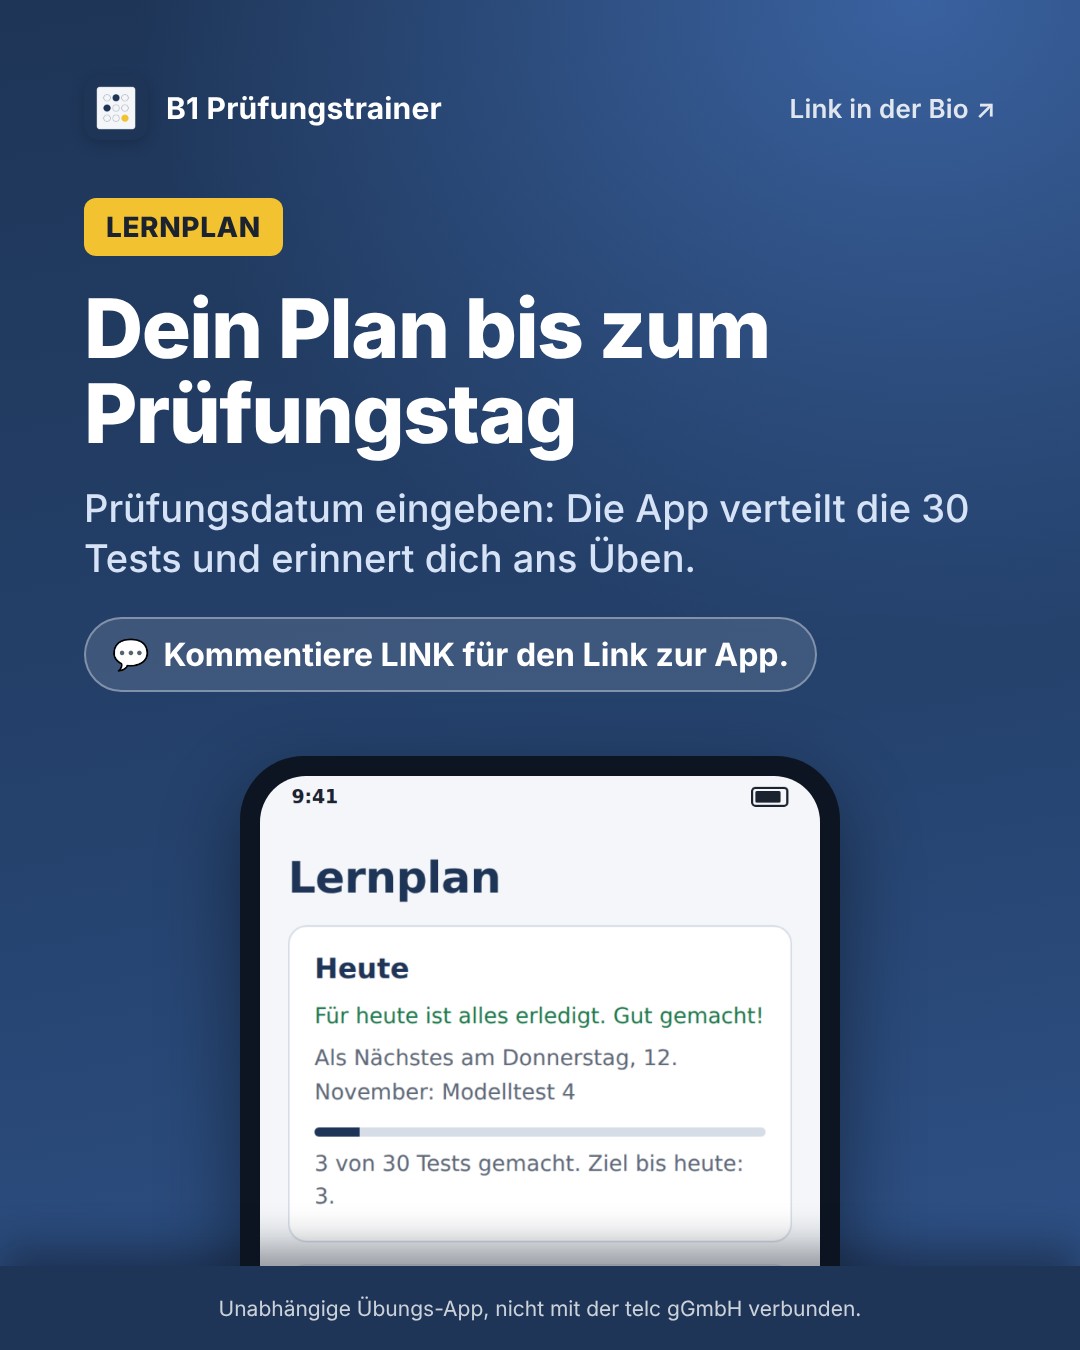 B1 Prüfungstrainer
Link in der Bio ↗
LERNPLAN
Dein Plan bis zum
Prüfungstag
Prüfungsdatum eingeben: Die App verteilt die 30
Tests und erinnert dich ans Üben.
💬 Kommentiere LINK für den Link zur App.
9:41
Lernplan
Heute
Für heute ist alles erledigt. Gut gemacht!
Als Nächstes am Donnerstag, 12.
November: Modelltest 4
3 von 30 Tests gemacht. Ziel bis heute:
3.
Unabhängige Übungs-App, nicht mit der telc gGmbH verbunden.